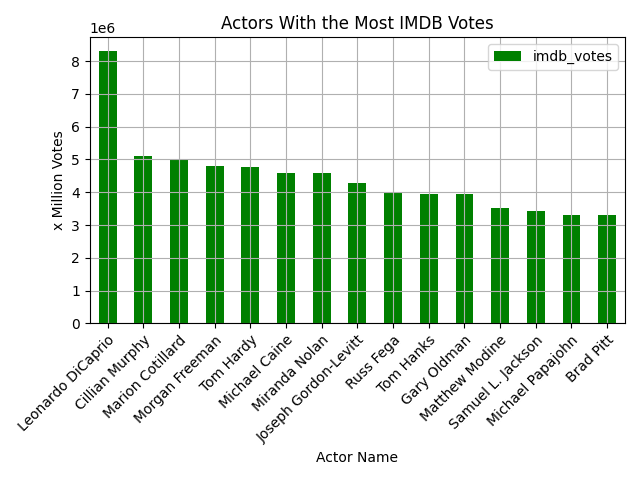 Actors With the Most IMDB Votes
1e6
imdb_votes
8
7
6
5
4
3
2
1
0
x Million Votes
Leonardo DiCaprio
Cillian Murphy
Marion Cotillard
Morgan Freeman
Tom Hardy
Michael Caine
Miranda Nolan
Joseph Gordon-Levitt
Russ Fega
Tom Hanks
Gary Oldman
Matthew Modine
Samuel L. Jackson
Michael Papajohn
Brad Pitt
Actor Name